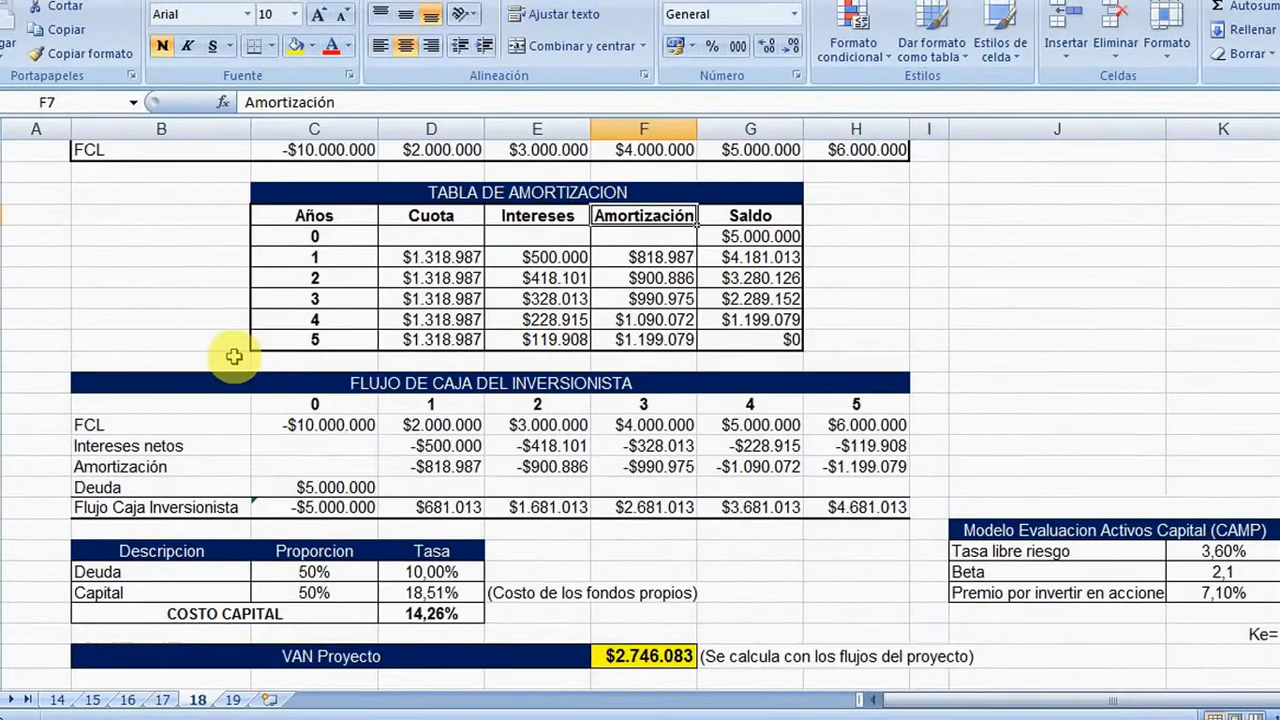 Cortar
Arial 10
Ajustar texto
General
Autosum
Copiar
Rellenar
gar
Copiar formato
N K S
Combinar y centrar
% 000
Formato condicional
Dar formato como tabla
Estilos de celda
Insertar
Eliminar
Formato
Borrar
Portapapeles
Fuente
Alineación
Número
Estilos
Celdas
F7 fx Amortización
A B C D E F G H I J K
FCL -$10.000.000 $2.000.000 $3.000.000 $4.000.000 $5.000.000 $6.000.000
TABLA DE AMORTIZACION
Años Cuota Intereses Amortización Saldo
0 $5.000.000
1 $1.318.987 $500.000 $818.987 $4.181.013
2 $1.318.987 $418.101 $900.886 $3.280.126
3 $1.318.987 $328.013 $990.975 $2.289.152
4 $1.318.987 $228.915 $1.090.072 $1.199.079
5 $1.318.987 $119.908 $1.199.079 $0
FLUJO DE CAJA DEL INVERSIONISTA
0 1 2 3 4 5
FCL -$10.000.000 $2.000.000 $3.000.000 $4.000.000 $5.000.000 $6.000.000
Intereses netos -$500.000 -$418.101 -$328.013 -$228.915 -$119.908
Amortización -$818.987 -$900.886 -$990.975 -$1.090.072 -$1.199.079
Deuda $5.000.000
Flujo Caja Inversionista -$5.000.000 $681.013 $1.681.013 $2.681.013 $3.681.013 $4.681.013
Modelo Evaluacion Activos Capital (CAMP)
Descripcion Proporcion Tasa
Tasa libre riesgo 3,60%
Deuda 50% 10,00%
Beta 2,1
Capital 50% 18,51% (Costo de los fondos propios)
Premio por invertir en accione 7,10%
COSTO CAPITAL 14,26%
Ke=
VAN Proyecto $2.746.083 (Se calcula con los flujos del proyecto)
14 15 16 17 18 19